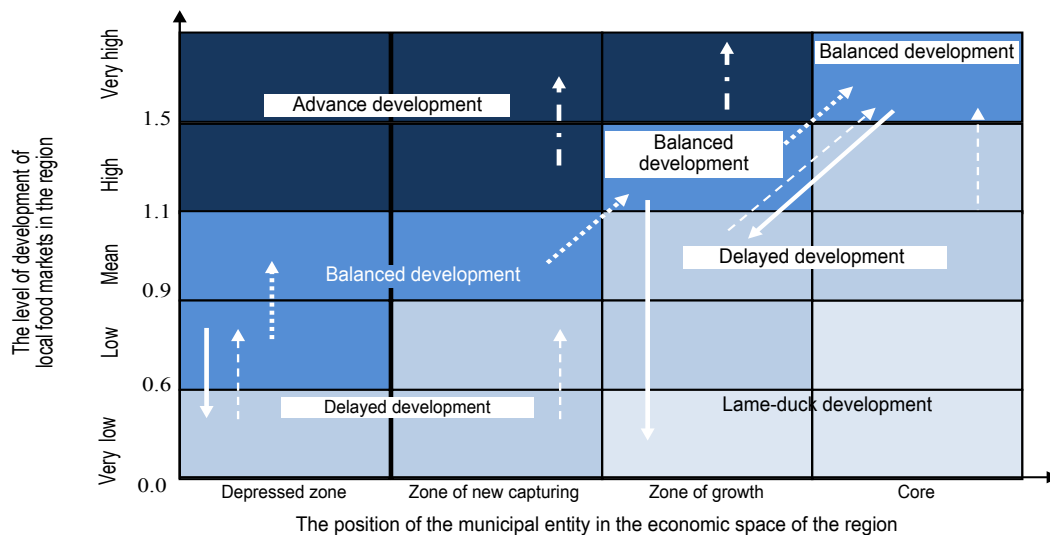 The level of development of
local food markets in the region
Very high
High
Mean
Low
Very low
1.5
1.1
0.9
0.6
0.0
Balanced development
Advance development
Balanced
development
Delayed development
Balanced development
Delayed development
Lame-duck development
Depressed zone
Zone of new capturing
Zone of growth
Core
The position of the municipal entity in the economic space of the region